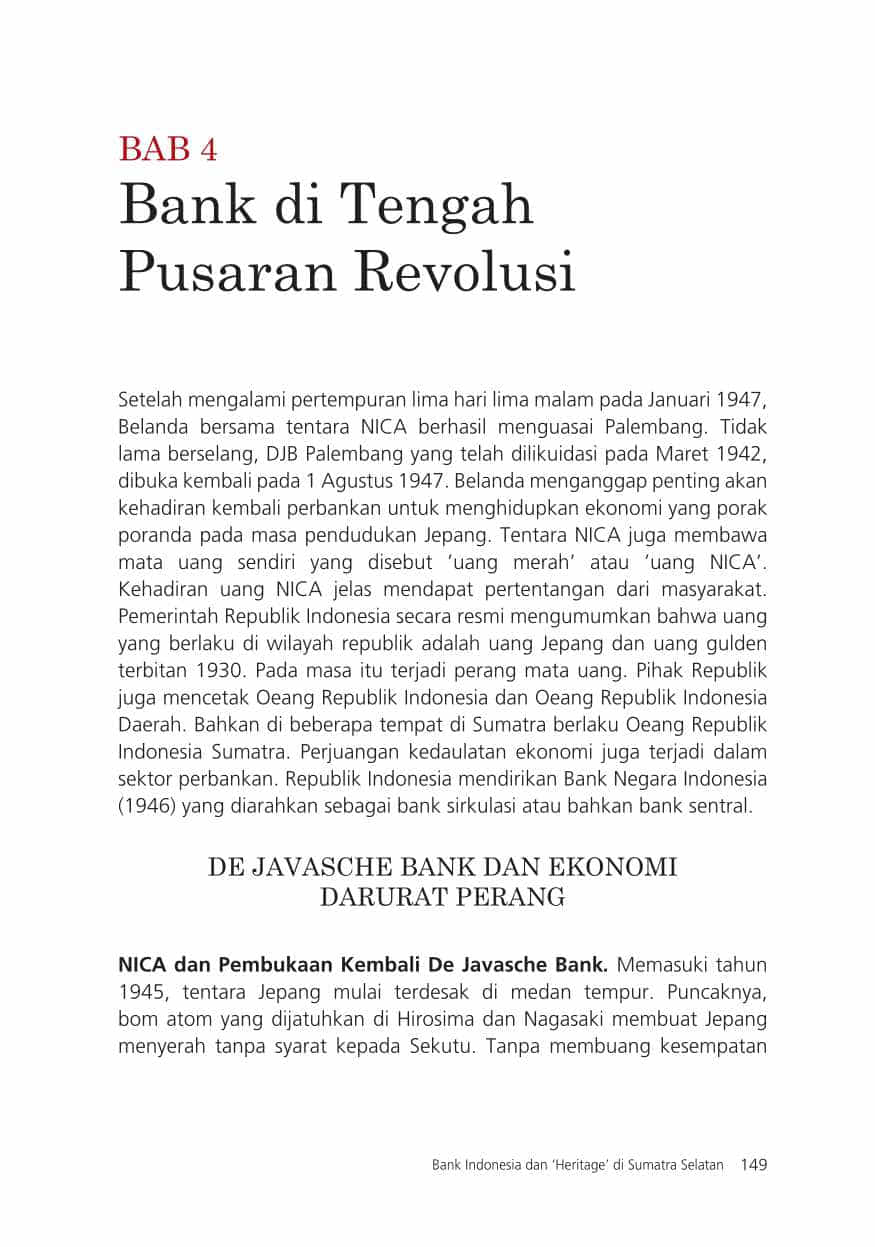 BAB 4
Bank di Tengah
Pusaran Revolusi
Setelah mengalami pertempuran lima hari lima malam pada Januari 1947,
Belanda bersama tentara NICA berhasil menguasai Palembang. Tidak
lama berselang, DJB Palembang yang telah dilikuidasi pada Maret 1942,
dibuka kembali pada 1 Agustus 1947. Belanda menganggap penting akan
kehadiran kembali perbankan untuk menghidupkan ekonomi yang porak
poranda pada masa pendudukan Jepang. Tentara NICA juga membawa
mata uang sendiri yang disebut ‘uang merah’ atau ‘uang NICA’.
Kehadiran uang NICA jelas mendapat pertentangan dari masyarakat.
Pemerintah Republik Indonesia secara resmi mengumumkan bahwa uang
yang berlaku di wilayah republik adalah uang Jepang dan uang gulden
terbitan 1930. Pada masa itu terjadi perang mata uang. Pihak Republik
juga mencetak Oeang Republik Indonesia dan Oeang Republik Indonesia
Daerah. Bahkan di beberapa tempat di Sumatra berlaku Oeang Republik
Indonesia Sumatra. Perjuangan kedaulatan ekonomi juga terjadi dalam
sektor perbankan. Republik Indonesia mendirikan Bank Negara Indonesia
(1946) yang diarahkan sebagai bank sirkulasi atau bahkan bank sentral.
DE JAVASCHE BANK DAN EKONOMI
DARURAT PERANG
NICA dan Pembukaan Kembali De Javasche Bank. Memasuki tahun
1945, tentara Jepang mulai terdesak di medan tempur. Puncaknya,
bom atom yang dijatuhkan di Hirosima dan Nagasaki membuat Jepang
menyerah tanpa syarat kepada Sekutu. Tanpa membuang kesempatan
Bank Indonesia dan ‘Heritage’ di Sumatra Selatan 149